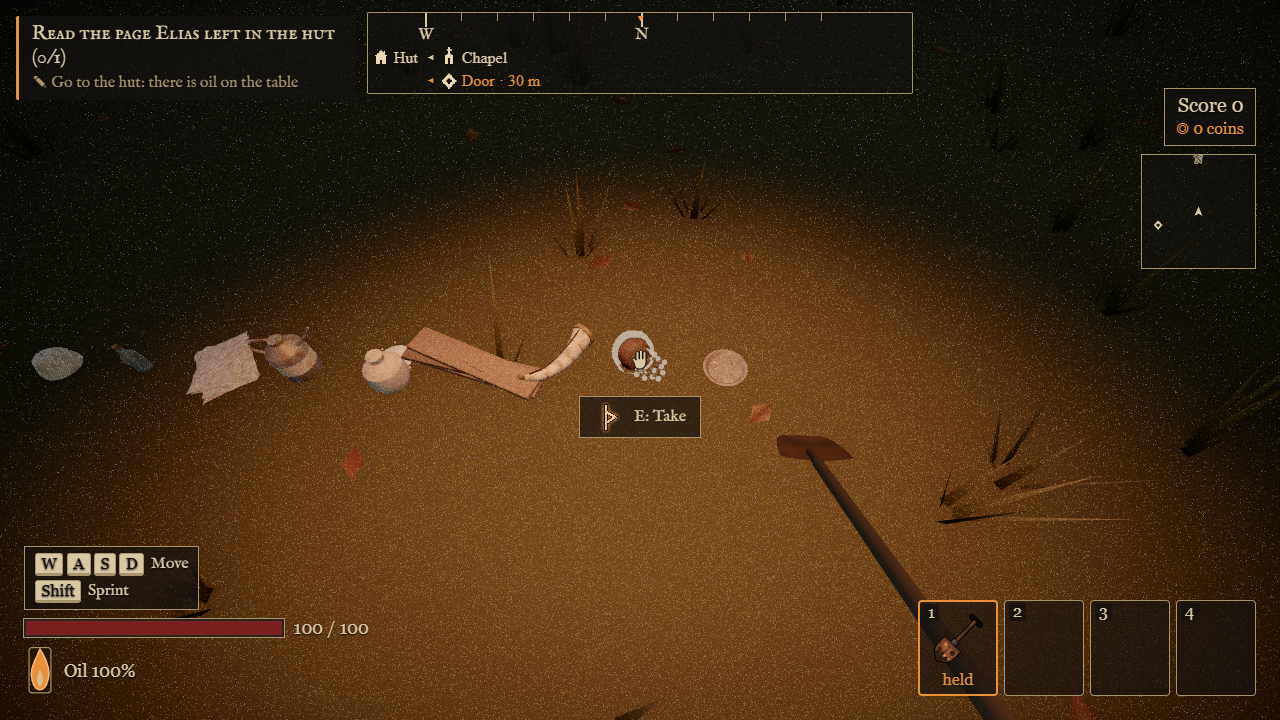 Read the page Elias left in the hut
(0/1)
Go to the hut: there is oil on the table
W N
Hut Chapel
Door · 30 m
Score 0
0 coins
N
E: Take
W A S D Move
Shift Sprint
100 / 100
Oil 100%
1 2 3 4
held